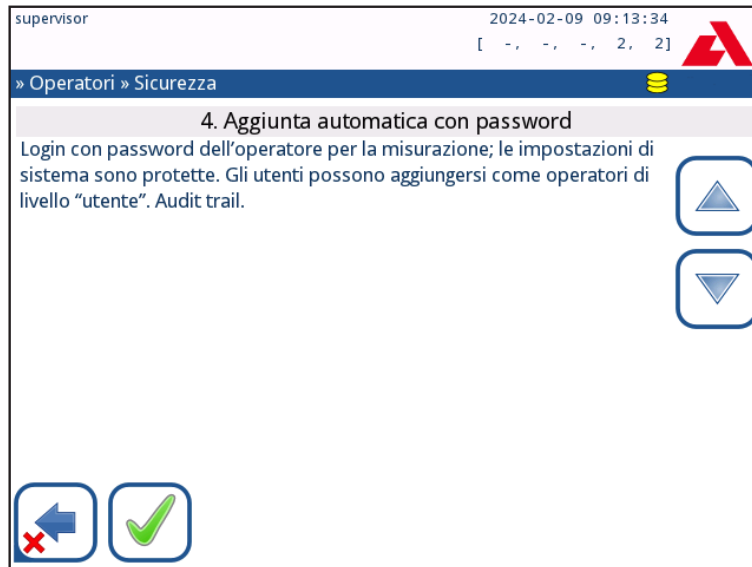 supervisor
2024-02-09 09:13:34
[ -, -, -, 2, 2]
» Operatori » Sicurezza
4. Aggiunta automatica con password
Login con password dell’operatore per la misurazione; le impostazioni di
sistema sono protette. Gli utenti possono aggiungersi come operatori di
livello “utente”. Audit trail.